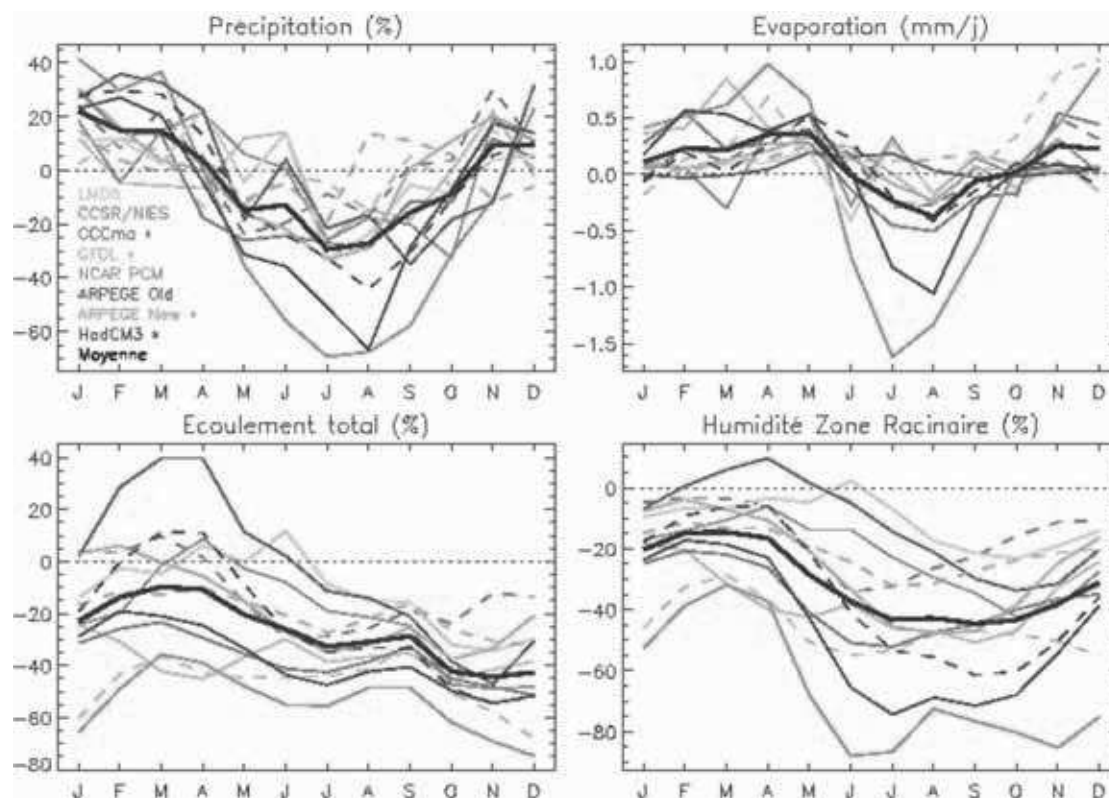 Précipitation (%)
40
20
0
-20
-40
-60
LMDS
CCSR/NIES
CCCma *
GFDL *
NCAR PCM
ARPEGE Old
ARPEGE New *
HadCM3 *
Moyenne
J F M A M J J A S O N D
Evaporation (mm/j)
1.0
0.5
0.0
-0.5
-1.0
-1.5
J F M A M J J A S O N D
Ecoulement total (%)
40
20
0
-20
-40
-60
-80
J F M A M J J A S O N D
Humidité Zone Racinaire (%)
0
-20
-40
-60
-80
J F M A M J J A S O N D